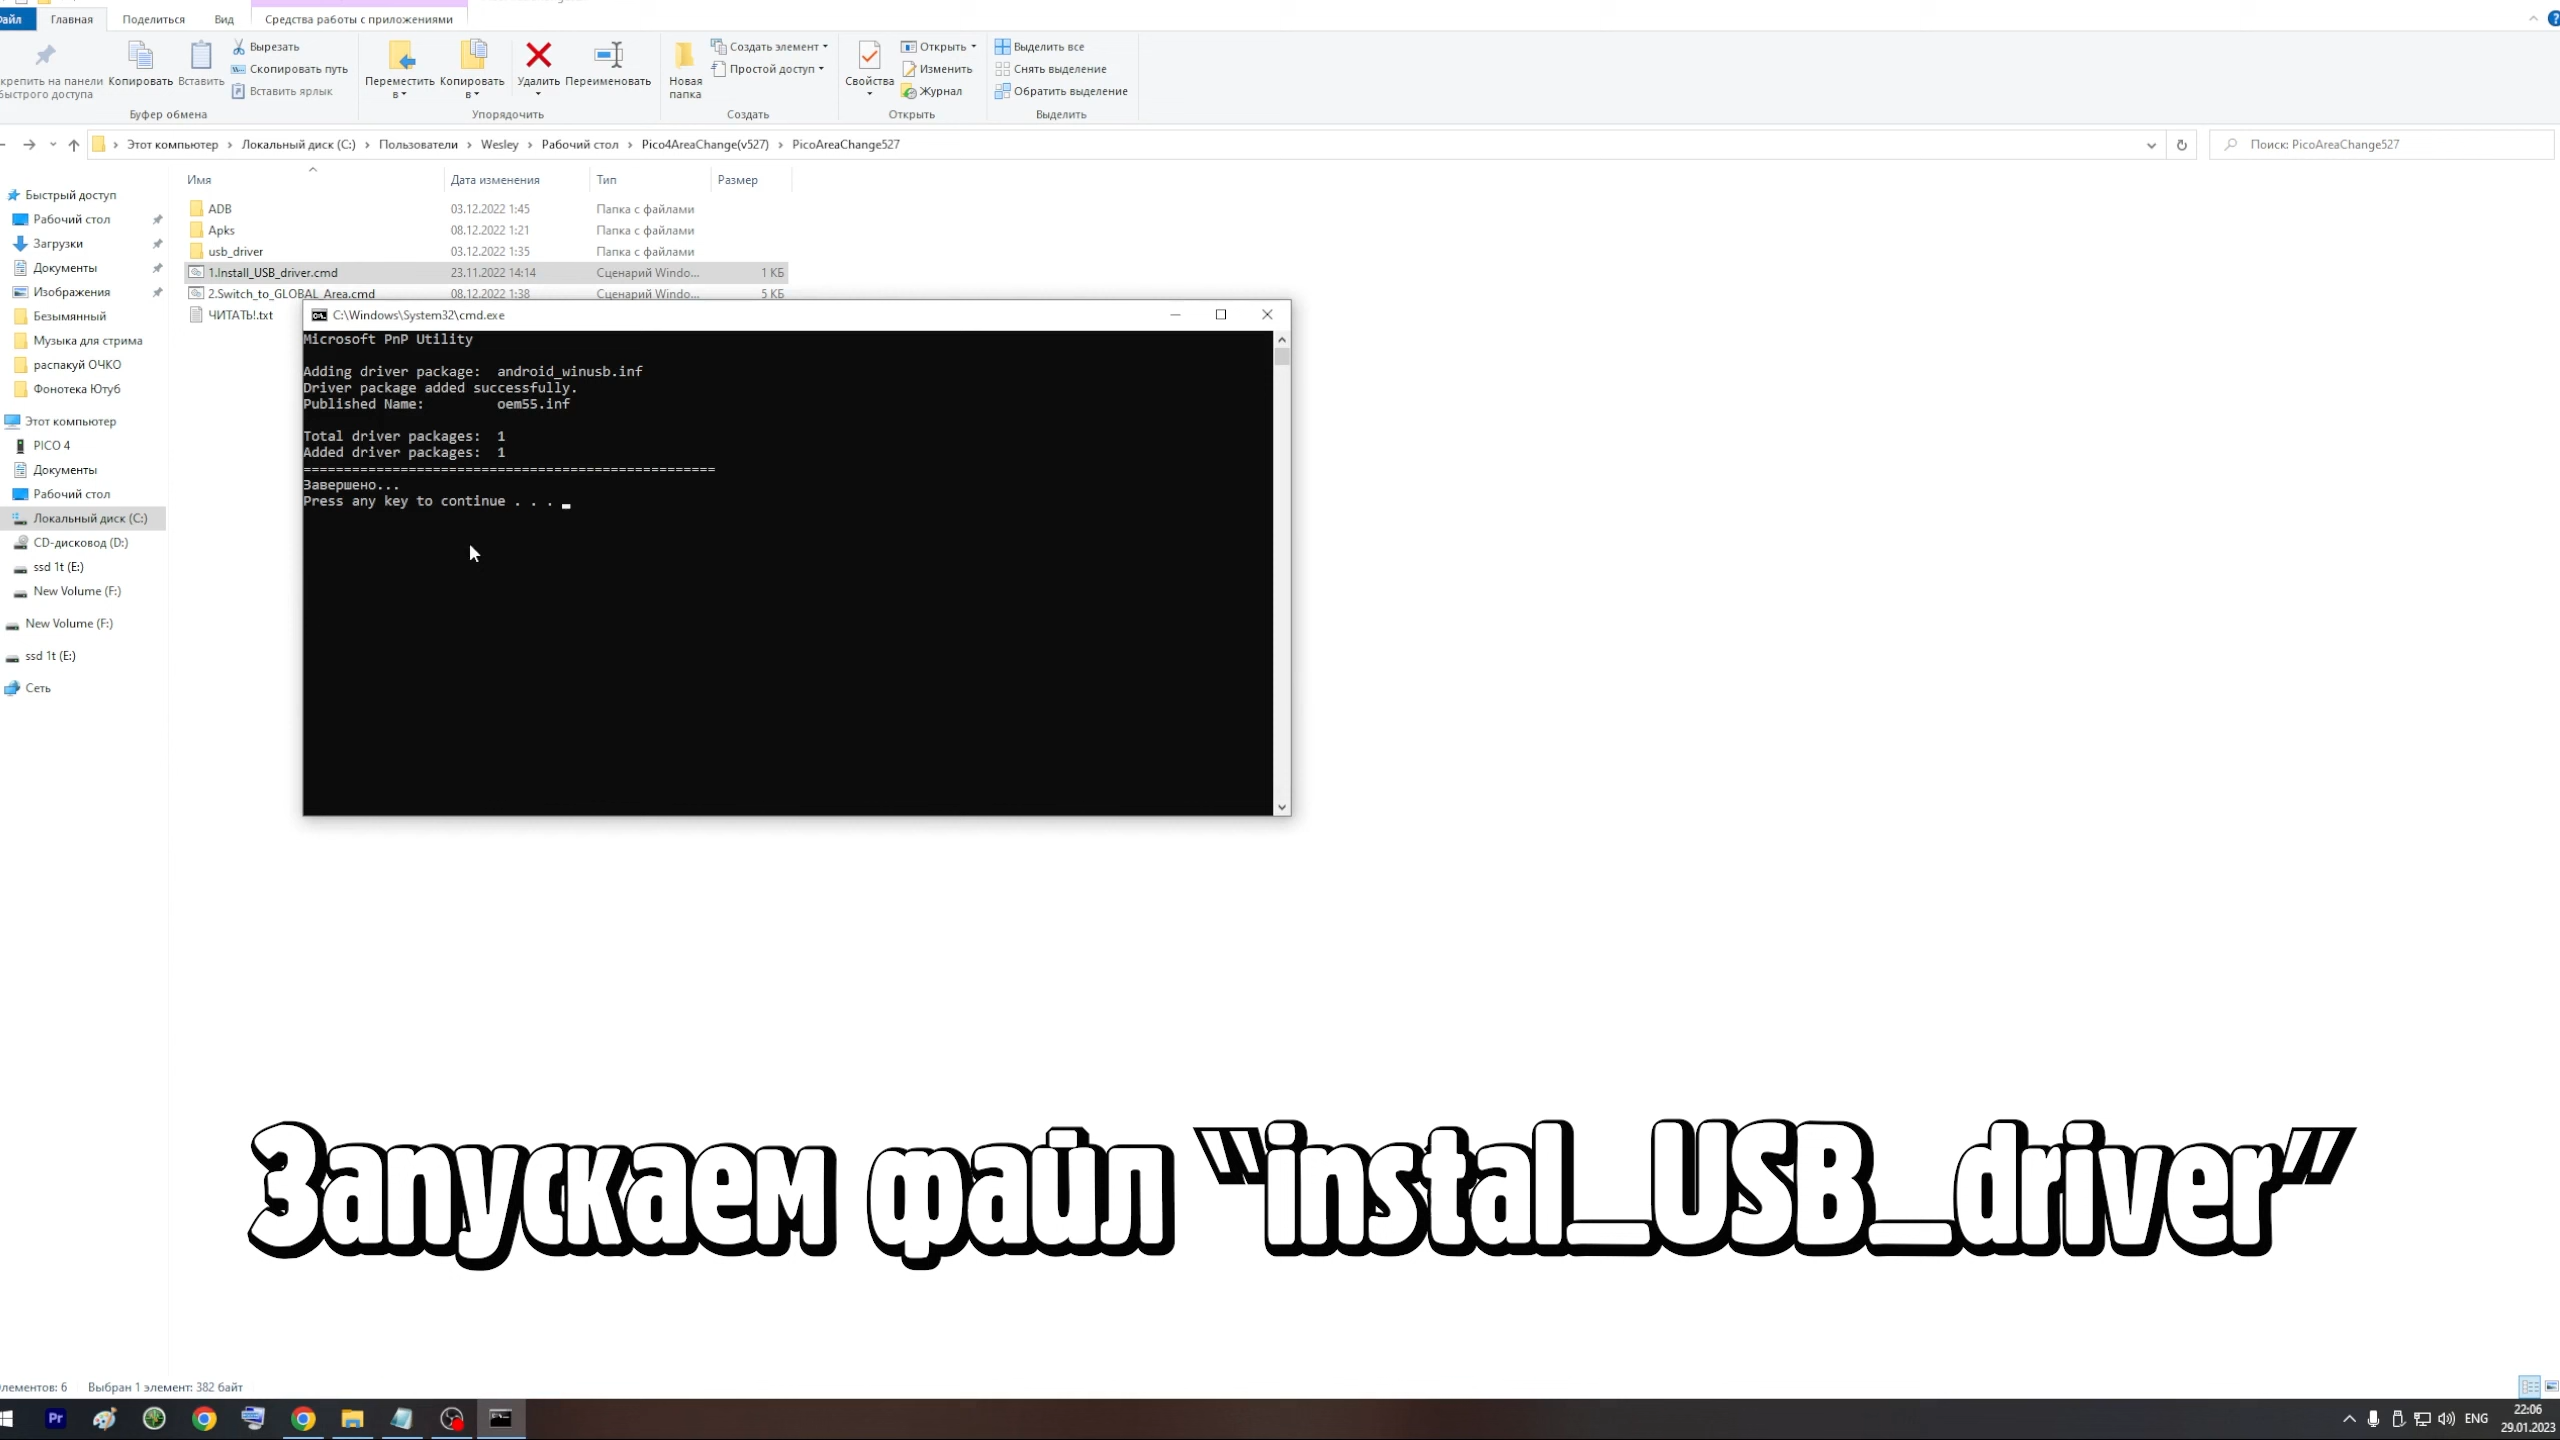 Файл
Главная
Поделиться
Вид
Средства работы с приложениями
крепить на панели
быстрого доступа
Копировать
Вставить
Вырезать
Скопировать путь
Вставить ярлык
Буфер обмена
Переместить
в
Копировать
в
Удалить
Переименовать
Упорядочить
Новая
папка
Создать элемент
Простой доступ
Создать
Свойства
Открыть
Изменить
Журнал
Открыть
Выделить все
Снять выделение
Обратить выделение
Выделить
Этот компьютер › Локальный диск (C:) › Пользователи › Wesley › Рабочий стол › Pico4AreaChange(v527) › PicoAreaChange527
Поиск: PicoAreaChange527
Имя Дата изменения Тип Размер
ADB 03.12.2022 1:45 Папка с файлами
Apks 08.12.2022 1:21 Папка с файлами
usb_driver 03.12.2022 1:35 Папка с файлами
1.Install_USB_driver.cmd 23.11.2022 14:14 Сценарий Windo... 1 КБ
2.Switch_to_GLOBAL_Area.cmd 08.12.2022 1:38 Сценарий Windo... 5 КБ
ЧИТАТЬ!.txt
Быстрый доступ
Рабочий стол
Загрузки
Документы
Изображения
Безымянный
Музыка для стрима
распакуй ОЧКО
Фонотека Ютуб
Этот компьютер
PICO 4
Документы
Рабочий стол
Локальный диск (C:)
CD-дисковод (D:)
ssd 1t (E:)
New Volume (F:)
New Volume (F:)
ssd 1t (E:)
Сеть
C:\Windows\System32\cmd.exe
Microsoft PnP Utility
Adding driver package: android_winusb.inf
Driver package added successfully.
Published Name: oem55.inf
Total driver packages: 1
Added driver packages: 1
===================================================
Завершено...
Press any key to continue . . .
Запускаем файл "instal_USB_driver"
лементов: 6 Выбран 1 элемент: 382 байт
Pr
ENG
22:06
29.01.2023